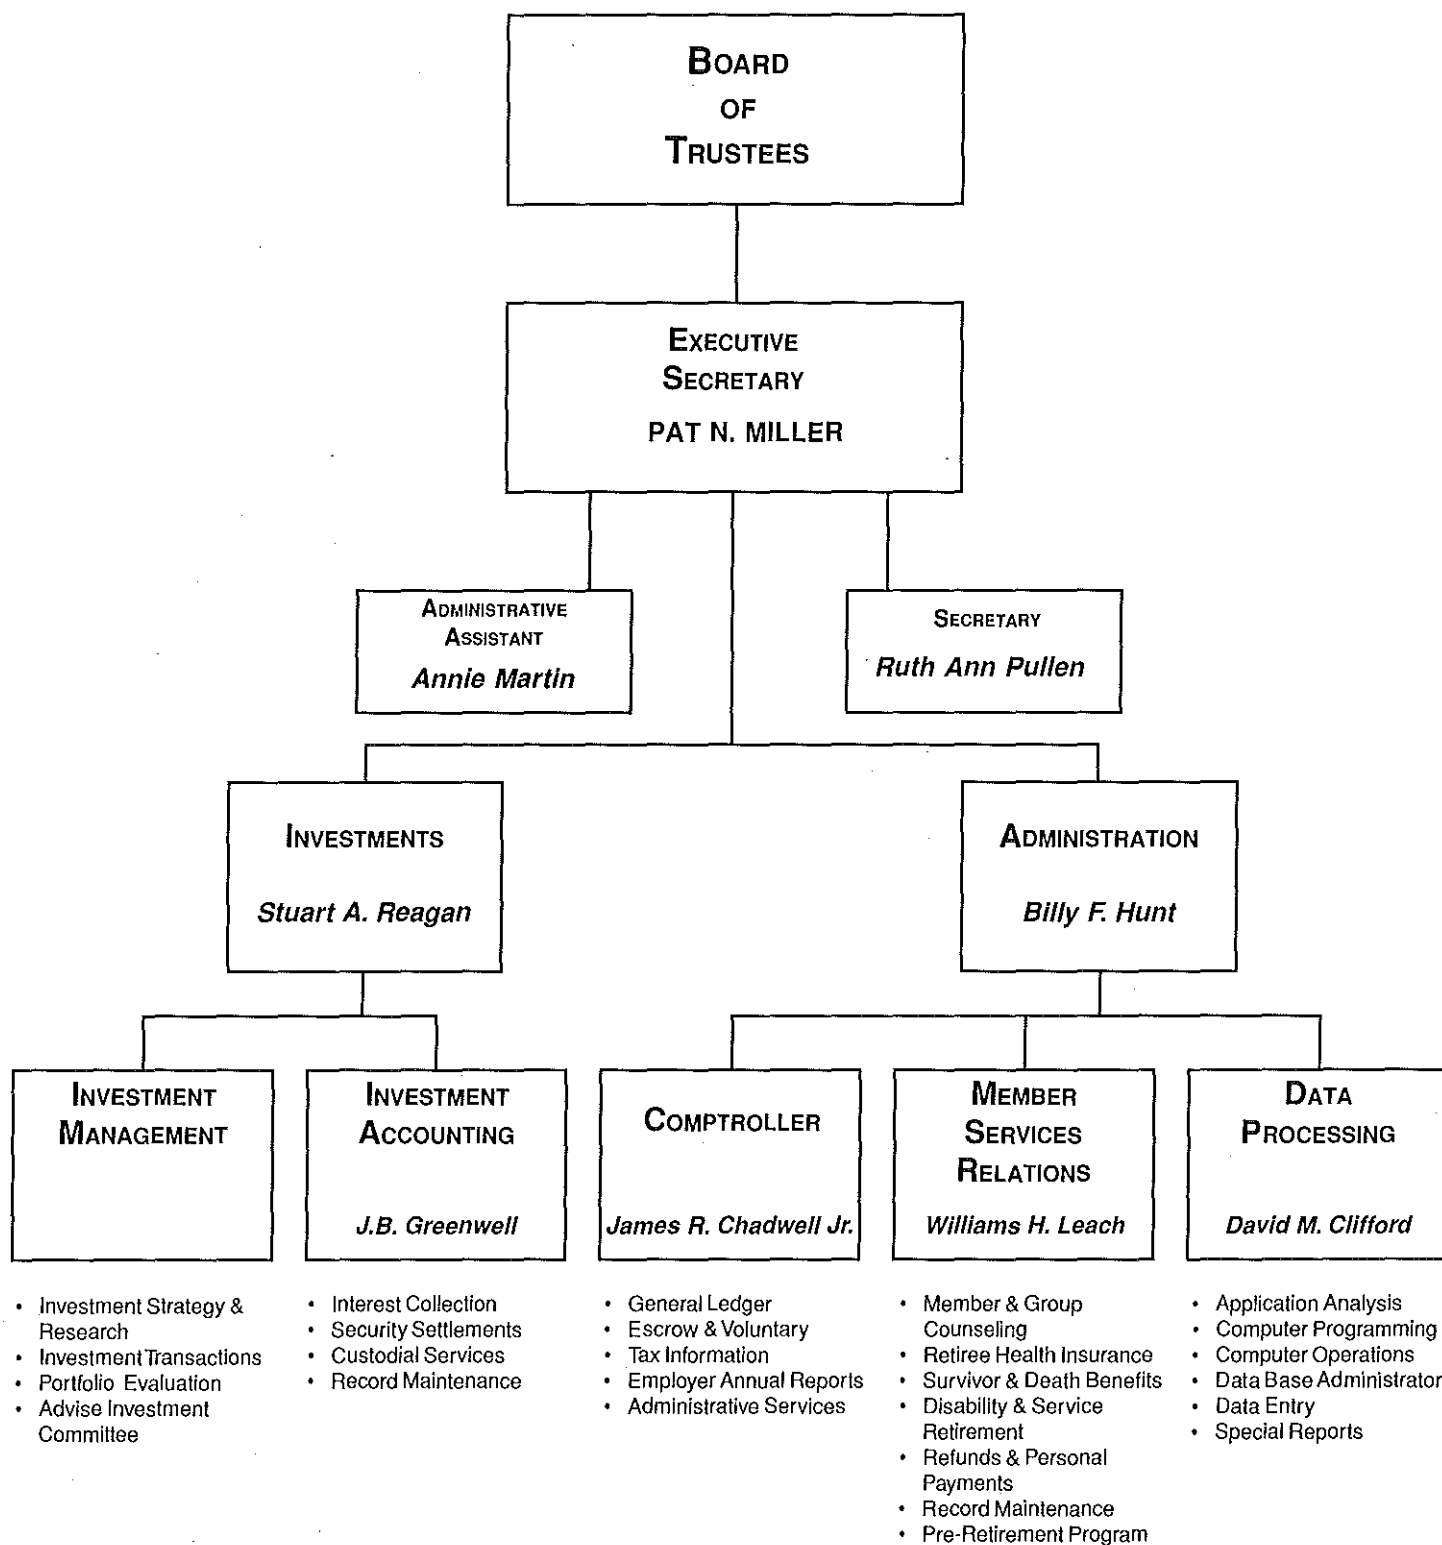 BOARD
OF
TRUSTEES
EXECUTIVE
SECRETARY
PAT N. MILLER
ADMINISTRATIVE
ASSISTANT
Annie Martin
SECRETARY
Ruth Ann Pullen
INVESTMENTS
Stuart A. Reagan
ADMINISTRATION
Billy F. Hunt
INVESTMENT
MANAGEMENT
INVESTMENT
ACCOUNTING
J.B. Greenwell
COMPTROLLER
James R. Chadwell Jr.
MEMBER
SERVICES
RELATIONS
Williams H. Leach
DATA
PROCESSING
David M. Clifford
• Investment Strategy &
Research
• Investment Transactions
• Portfolio Evaluation
• Advise Investment
Committee
• Interest Collection
• Security Settlements
• Custodial Services
• Record Maintenance
• General Ledger
• Escrow & Voluntary
• Tax Information
• Employer Annual Reports
• Administrative Services
• Member & Group
Counseling
• Retiree Health Insurance
• Survivor & Death Benefits
• Disability & Service
Retirement
• Refunds & Personal
Payments
• Record Maintenance
• Pre-Retirement Program
• Application Analysis
• Computer Programming
• Computer Operations
• Data Base Administrator
• Data Entry
• Special Reports